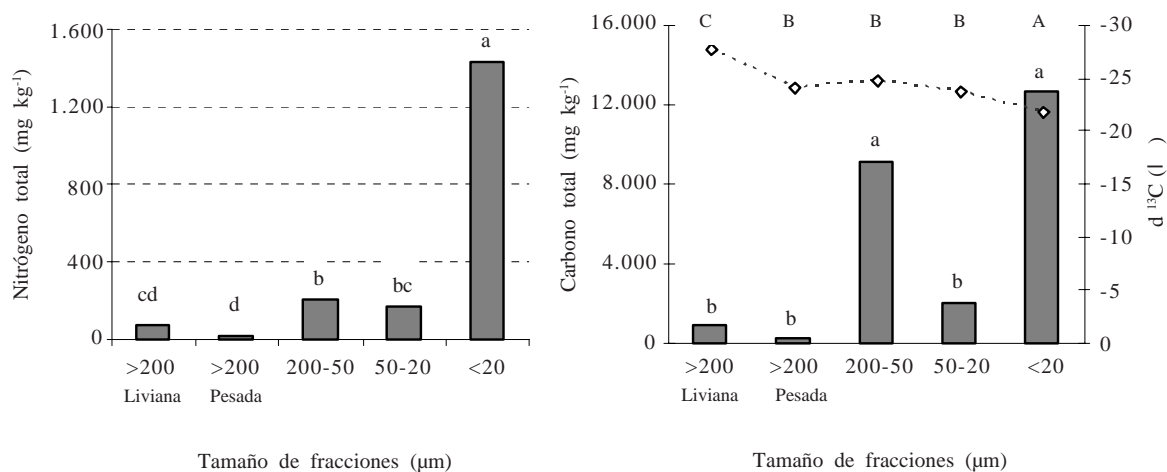 Nitrógeno total (mg kg-1)
1.600
1.200
800
400
0
cd
d
b
bc
a
>200
Liviana
>200
Pesada
200-50
50-20
<20
Tamaño de fracciones (µm)
Carbono total (mg kg-1)
16.000
12.000
8.000
4.000
0
C
B
B
B
A
b
b
a
b
a
-30
-25
-20
-15
-10
-5
0
d 13C (l )
>200
Liviana
>200
Pesada
200-50
50-20
<20
Tamaño de fracciones (µm)